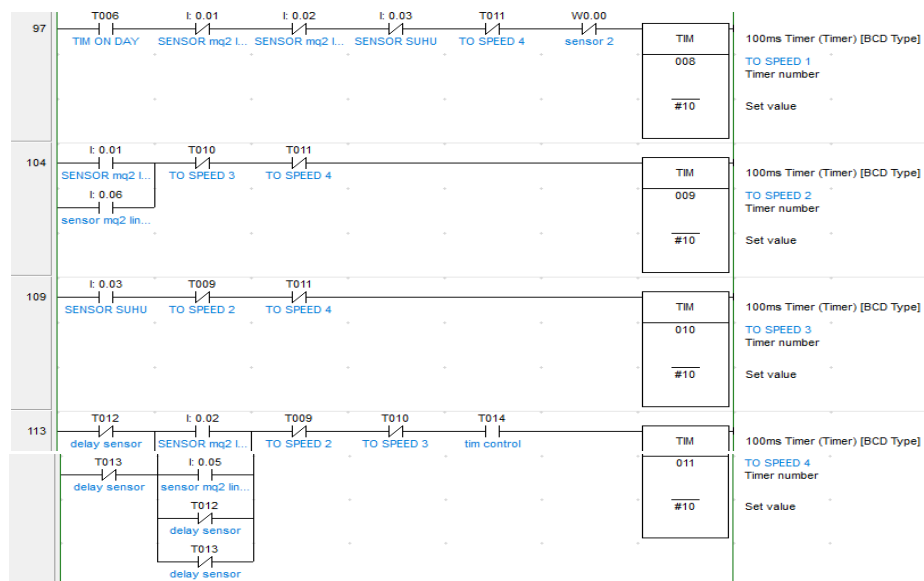 T006 I: 0.01 I: 0.02 I: 0.03 T011 W0.00
97 TIM ON DAY SENSOR mq2 l... SENSOR mq2 l... SENSOR SUHU TO SPEED 4 sensor 2 TIM 100ms Timer (Timer) [BCD Type]
008 TO SPEED 1
Timer number
#10 Set value
I: 0.01 T010 T011
104 SENSOR mq2 l... TO SPEED 3 TO SPEED 4 TIM 100ms Timer (Timer) [BCD Type]
I: 0.06 009 TO SPEED 2
sensor mq2 lin... Timer number
#10 Set value
I: 0.03 T009 T011
109 SENSOR SUHU TO SPEED 2 TO SPEED 4 TIM 100ms Timer (Timer) [BCD Type]
010 TO SPEED 3
Timer number
#10 Set value
T012 I: 0.02 T009 T010 T014
113 delay sensor SENSOR mq2 l... TO SPEED 2 TO SPEED 3 tim control TIM 100ms Timer (Timer) [BCD Type]
T013 I: 0.05 011 TO SPEED 4
delay sensor sensor mq2 lin... Timer number
T012 #10 Set value
delay sensor
T013
delay sensor